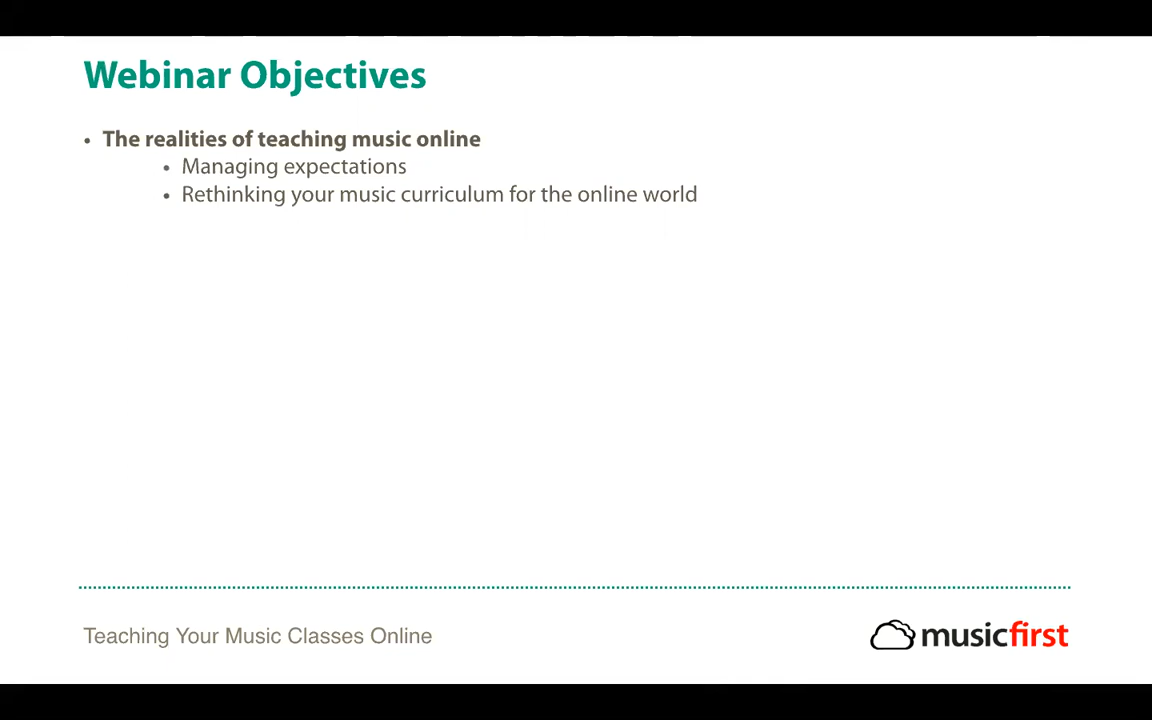 Webinar Objectives
• The realities of teaching music online
• Managing expectations
• Rethinking your music curriculum for the online world
Teaching Your Music Classes Online
musicfirst